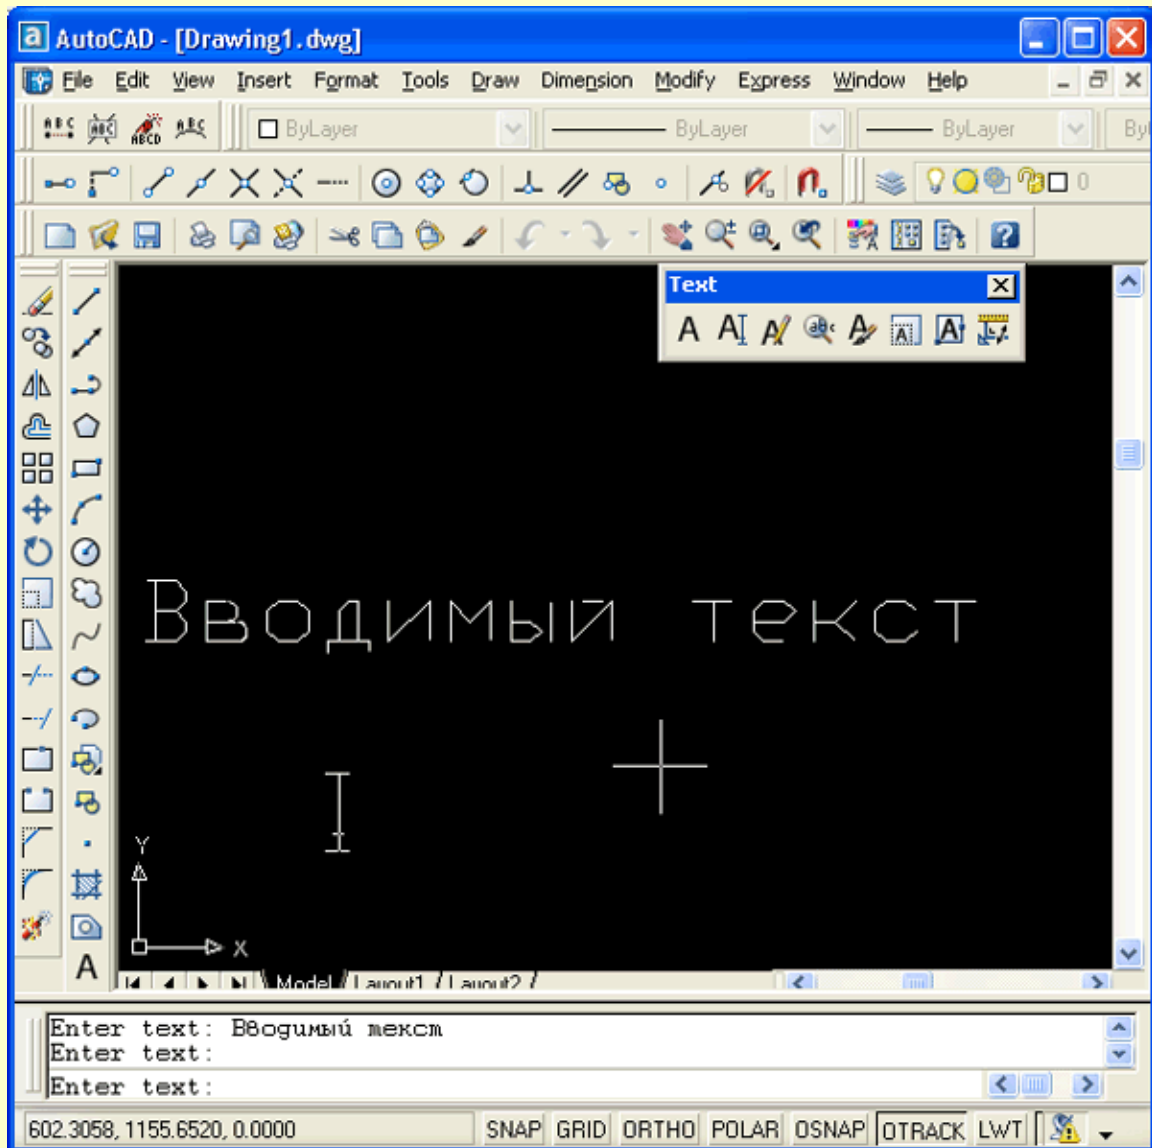 AutoCAD - [Drawing1.dwg]
File Edit View Insert Format Tools Draw Dimension Modify Express Window Help
ByLayer ByLayer ByLayer
0
Text
Вводимый текст
Y
X
Model Layout1 Layout2
Enter text: Вводимый текст
Enter text:
Enter text:
602.3058, 1155.6520, 0.0000 SNAP GRID ORTHO POLAR OSNAP OTRACK LWT